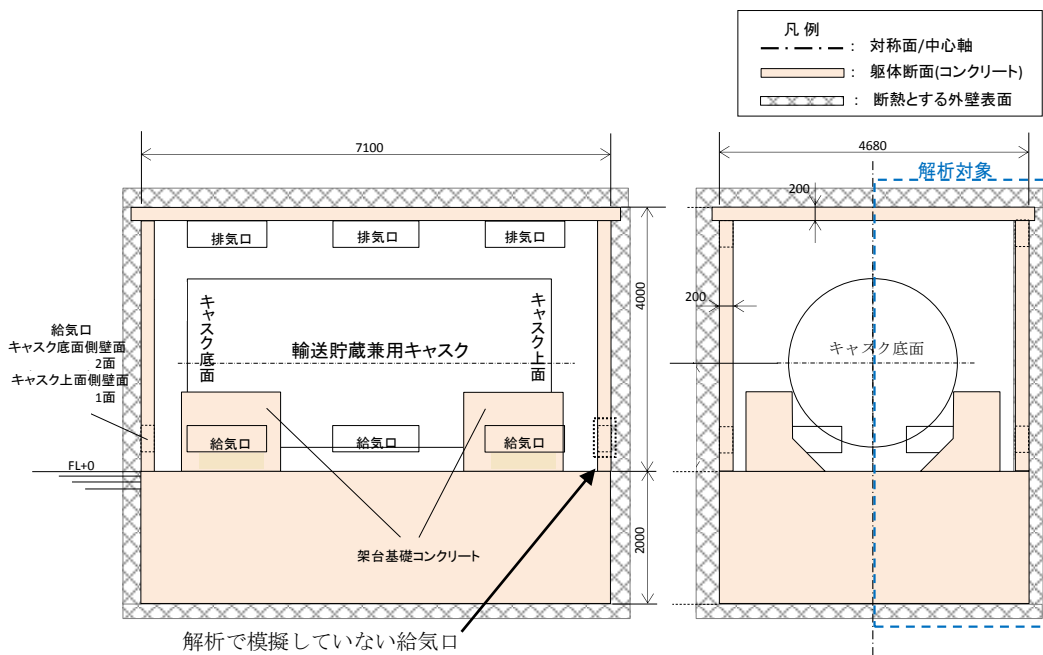 凡 例
： 対称面/中心軸
： 躯体断面(コンクリート)
： 断熱とする外壁表面
7100
4680
解析対象
200
排気口
排気口
排気口
4000
200
キャスク底面
キャスク上面
輸送貯蔵兼用キャスク
キャスク底面
給気口
キャスク底面側壁面
2面
キャスク上面側壁面
1面
給気口
給気口
給気口
FL+0
2000
架台基礎コンクリート
解析で模擬していない給気口